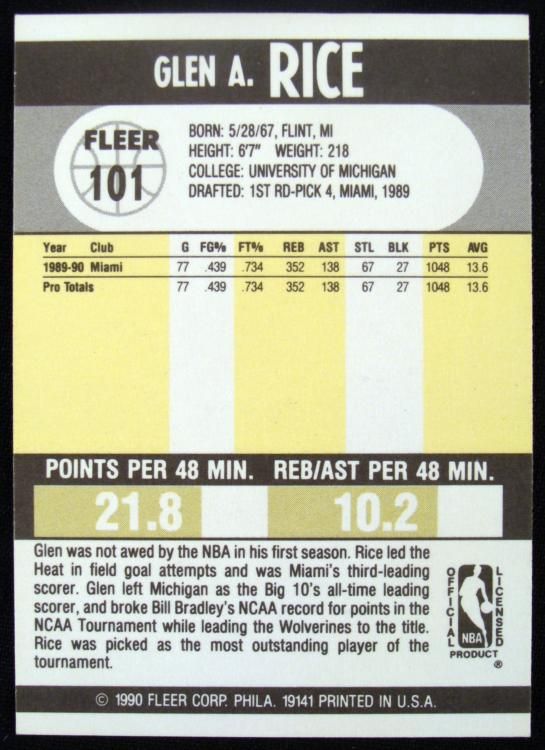 GLEN A. RICE
FLEER
101
BORN: 5/28/67, FLINT, MI
HEIGHT: 6'7" WEIGHT: 218
COLLEGE: UNIVERSITY OF MICHIGAN
DRAFTED: 1ST RD-PICK 4, MIAMI, 1989
Year Club G FG% FT% REB AST STL BLK PTS AVG
1989-90 Miami 77 .439 .734 352 138 67 27 1048 13.6
Pro Totals 77 .439 .734 352 138 67 27 1048 13.6
POINTS PER 48 MIN. REB/AST PER 48 MIN.
21.8 10.2
Glen was not awed by the NBA in his first season. Rice led the
Heat in field goal attempts and was Miami's third-leading
scorer. Glen left Michigan as the Big 10's all-time leading
scorer, and broke Bill Bradley's NCAA record for points in the
NCAA Tournament while leading the Wolverines to the title.
Rice was picked as the most outstanding player of the
tournament.
OFFICIAL
NBA
LICENSED
PRODUCT
®
© 1990 FLEER CORP. PHILA. 19141 PRINTED IN U.S.A.